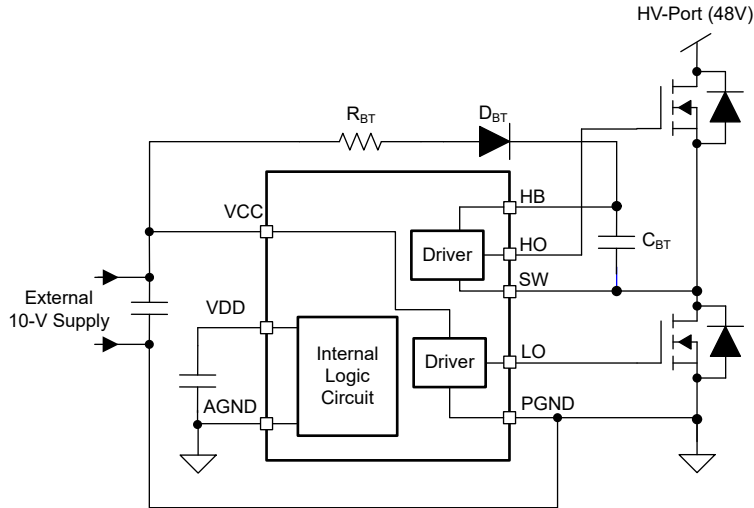 HV-Port (48V)
RBT
DBT
VCC
HB
Driver
HO
CBT
SW
External
10-V Supply
VDD
Internal
Logic
Circuit
Driver
LO
AGND
PGND